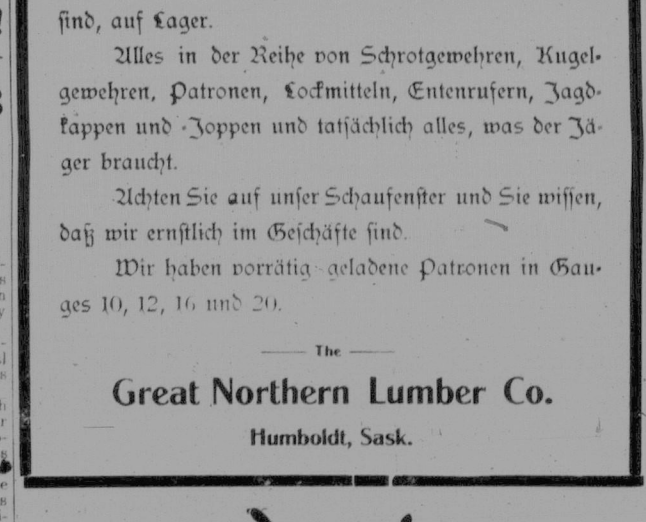 sind, auf Lager.
Alles in der Reihe von Schrotgewehren, Kugel-
gewehren, Patronen, Lockmitteln, Entenrufern, Jagd-
kappen und -Joppen und tatsächlich alles, was der Jä-
ger braucht.
Achten Sie auf unser Schaufenster und Sie wissen,
daß wir ernstlich im Geschäfte sind.
Wir haben vorrätig geladene Patronen in Gau-
ges 10, 12, 16 und 20.
The
Great Northern Lumber Co.
Humboldt, Sask.